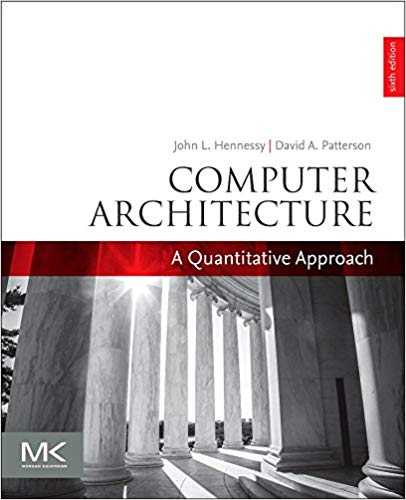 sixth edition
John L. Hennessy | David A. Patterson
COMPUTER
ARCHITECTURE
A Quantitative Approach
MK
MORGAN KAUFMANN